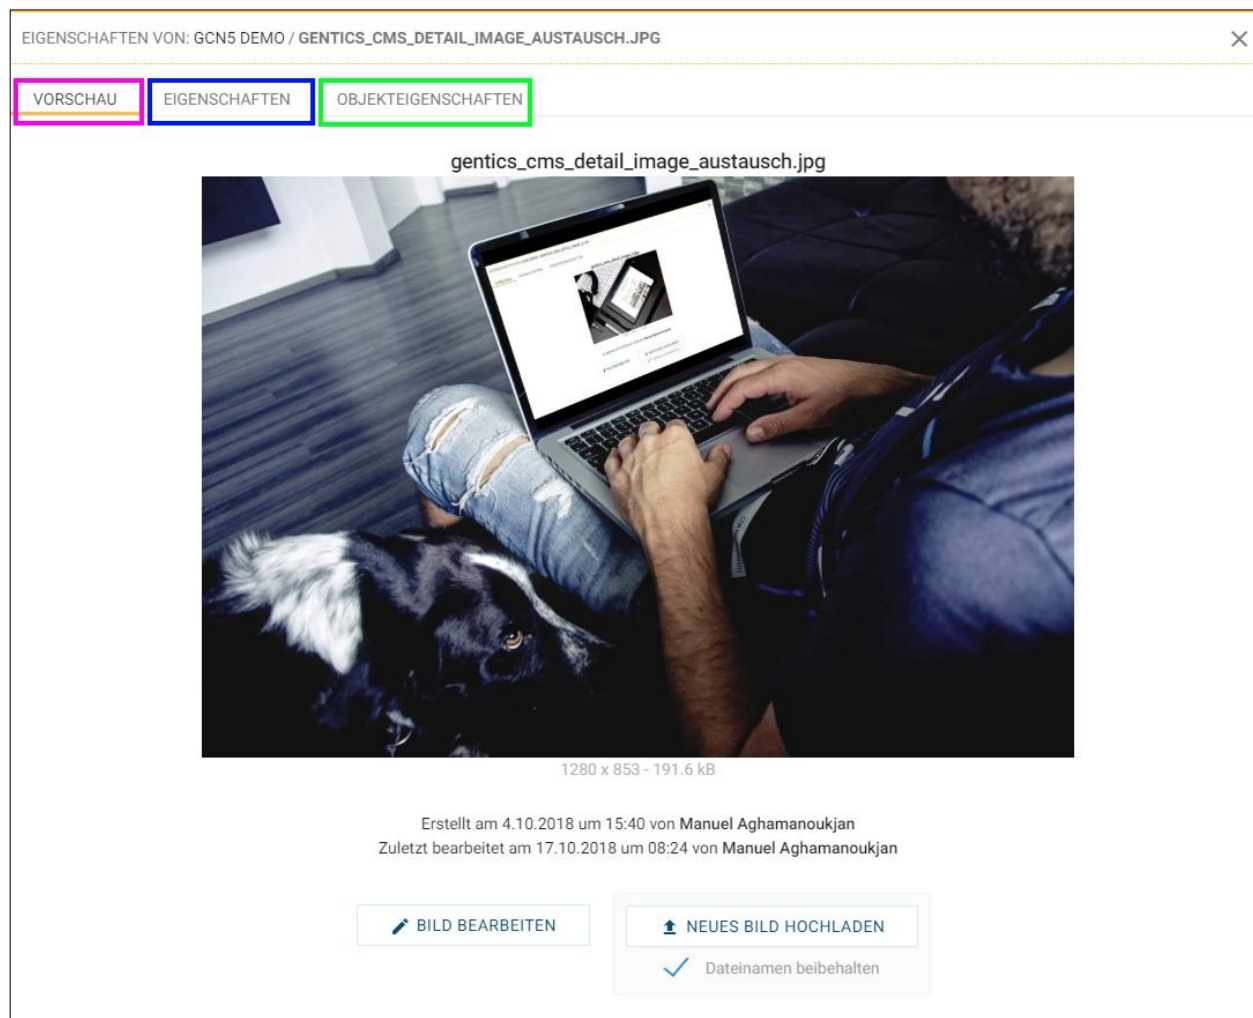 EIGENSCHAFTEN VON: GCN5 DEMO / GENTICS_CMS_DETAIL_IMAGE_AUSTAUSCH.JPG
VORSCHAU EIGENSCHAFTEN OBJEKTEIGENSCHAFTEN
gentics_cms_detail_image_austausch.jpg
1280 x 853 - 191.6 kB
Erstellt am 4.10.2018 um 15:40 von Manuel Aghamanoukjan
Zuletzt bearbeitet am 17.10.2018 um 08:24 von Manuel Aghamanoukjan
BILD BEARBEITEN
NEUES BILD HOCHLADEN
Dateinamen beibehalten